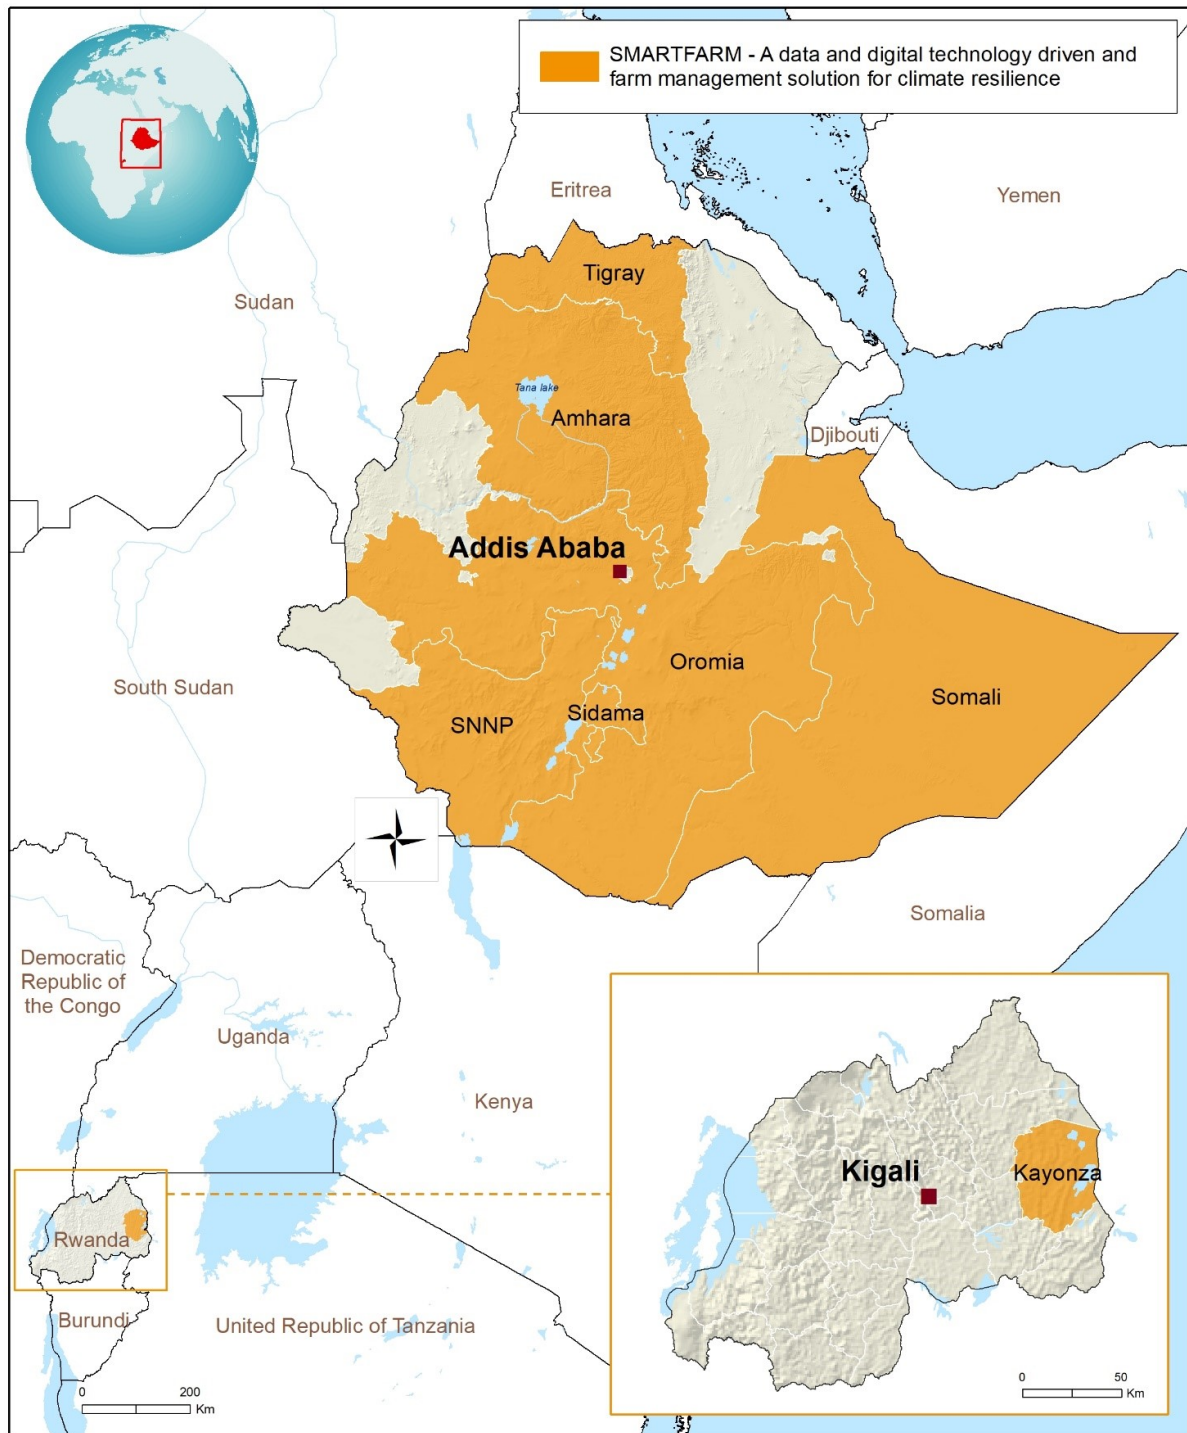 SMARTFARM - A data and digital technology driven and
farm management solution for climate resilience
Eritrea
Yemen
Tigray
Sudan
Tana lake
Amhara
Djibouti
Addis Ababa
Oromia
South Sudan
Somali
Sidama
SNNP
Somalia
Democratic
Republic of
the Congo
Uganda
Kenya
Kigali
Kayonza
Rwanda
Burundi
United Republic of Tanzania
0 200
Km
0 50
Km